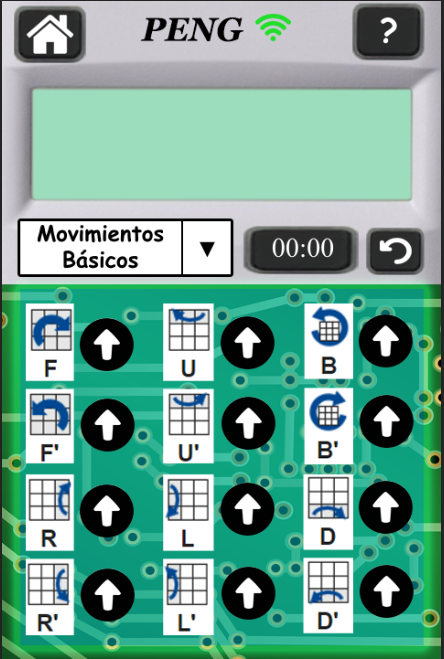 PENG ?
Movimientos
Básicos
▼
00:00
F U B
F' U' B'
R L D
R' L' D'